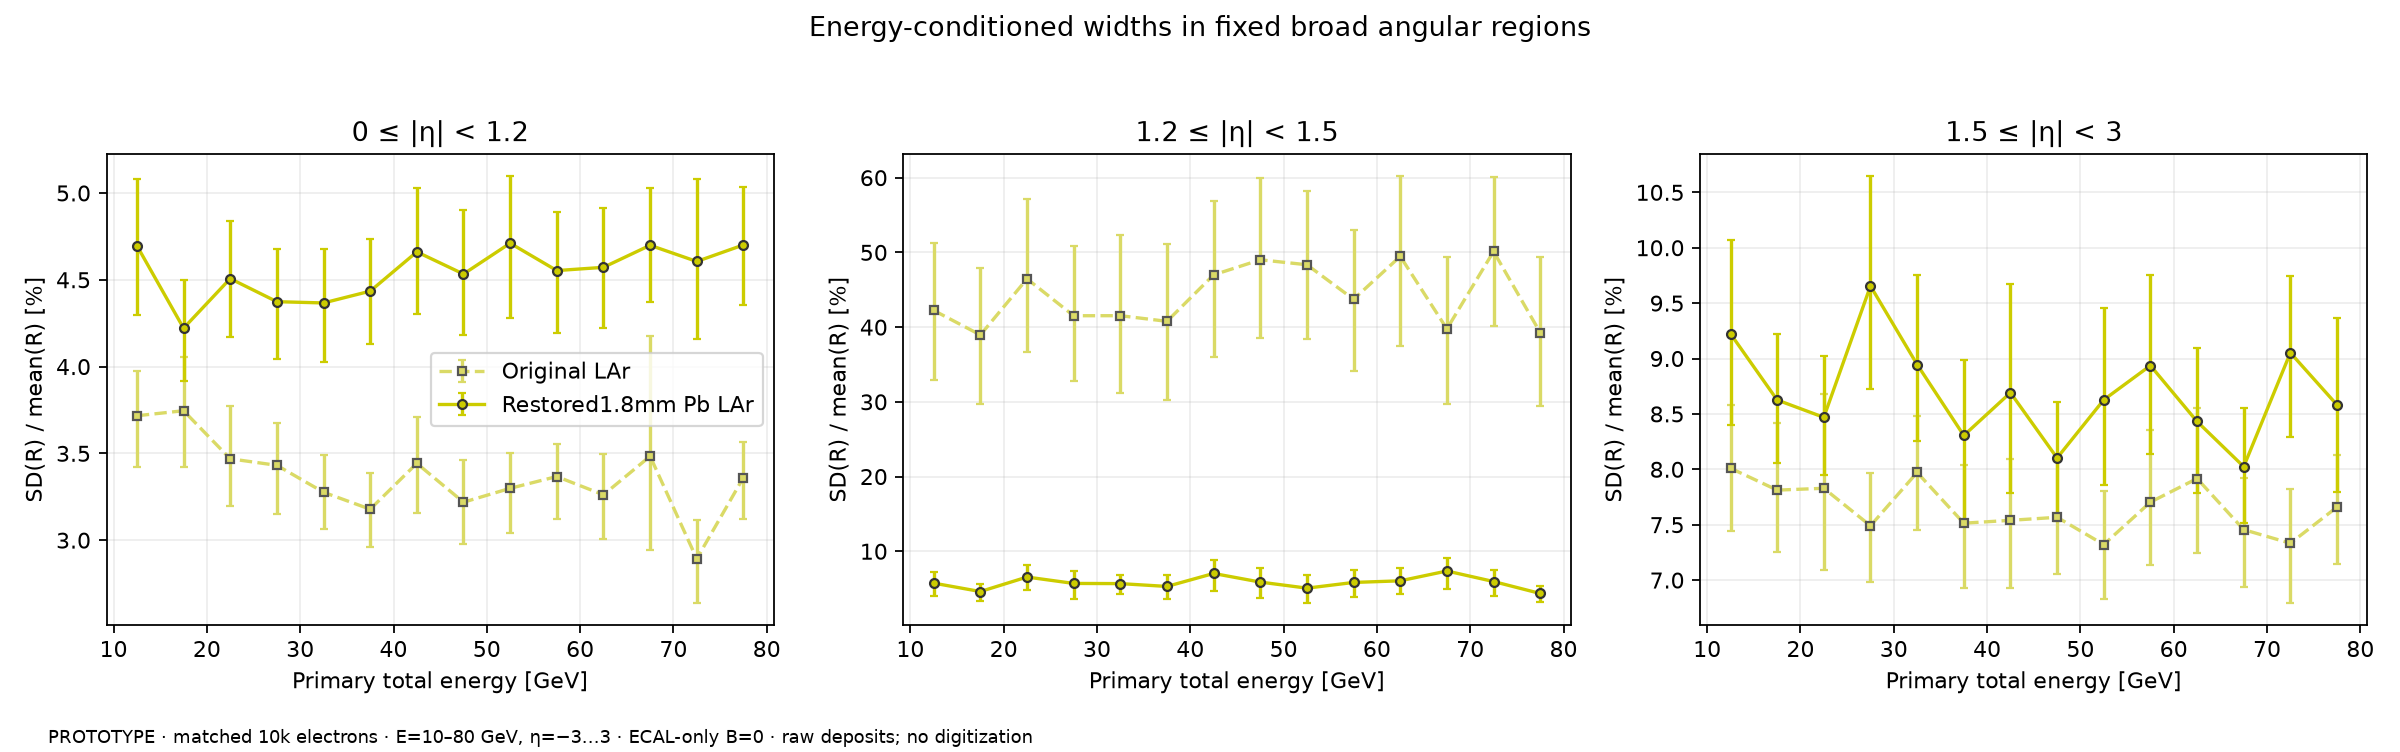 Energy-conditioned widths in fixed broad angular regions
0 ≤ |η| < 1.2
SD(R) / mean(R) [%]
5.0
4.5
4.0
3.5
3.0
Original LAr
Restored1.8mm Pb LAr
10 20 30 40 50 60 70 80
Primary total energy [GeV]
1.2 ≤ |η| < 1.5
SD(R) / mean(R) [%]
60
50
40
30
20
10
10 20 30 40 50 60 70 80
Primary total energy [GeV]
1.5 ≤ |η| < 3
SD(R) / mean(R) [%]
10.5
10.0
9.5
9.0
8.5
8.0
7.5
7.0
10 20 30 40 50 60 70 80
Primary total energy [GeV]
PROTOTYPE · matched 10k electrons · E=10–80 GeV, η=−3…3 · ECAL-only B=0 · raw deposits; no digitization